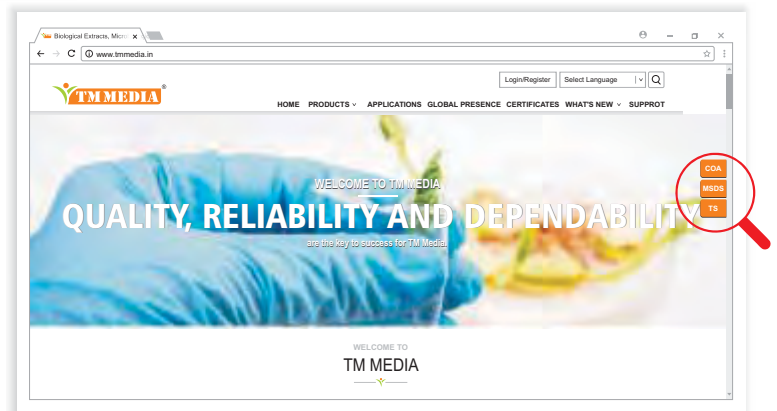 Biological Extracts, Micro
www.tmmedia.in
Login/Register Select Language
TM MEDIA®
HOME PRODUCTS APPLICATIONS GLOBAL PRESENCE CERTIFICATES WHAT'S NEW SUPPROT
COA
MSDS
TS
WELCOME TO TM MEDIA
QUALITY, RELIABILITY AND DEPENDABILITY
are the key to success for TM Media.
WELCOME TO
TM MEDIA